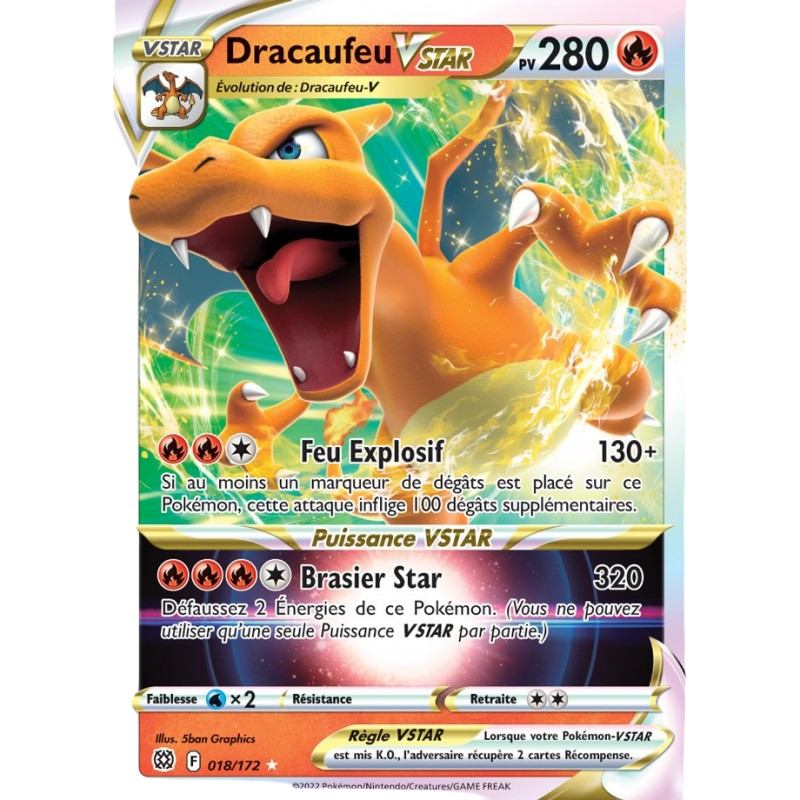 VSTAR
Dracaufeu VSTAR
PV 280
Évolution de : Dracaufeu-V
Feu Explosif 130+
Si au moins un marqueur de dégâts est placé sur ce
Pokémon, cette attaque inflige 100 dégâts supplémentaires.
Puissance VSTAR
Brasier Star 320
Défaussez 2 Énergies de ce Pokémon. (Vous ne pouvez
utiliser qu'une seule Puissance VSTAR par partie.)
Faiblesse ×2 Résistance Retraite
Illus. 5ban Graphics
Règle VSTAR Lorsque votre Pokémon-VSTAR
est mis K.O., l'adversaire récupère 2 cartes Récompense.
F 018/172
©2022 Pokémon/Nintendo/Creatures/GAME FREAK